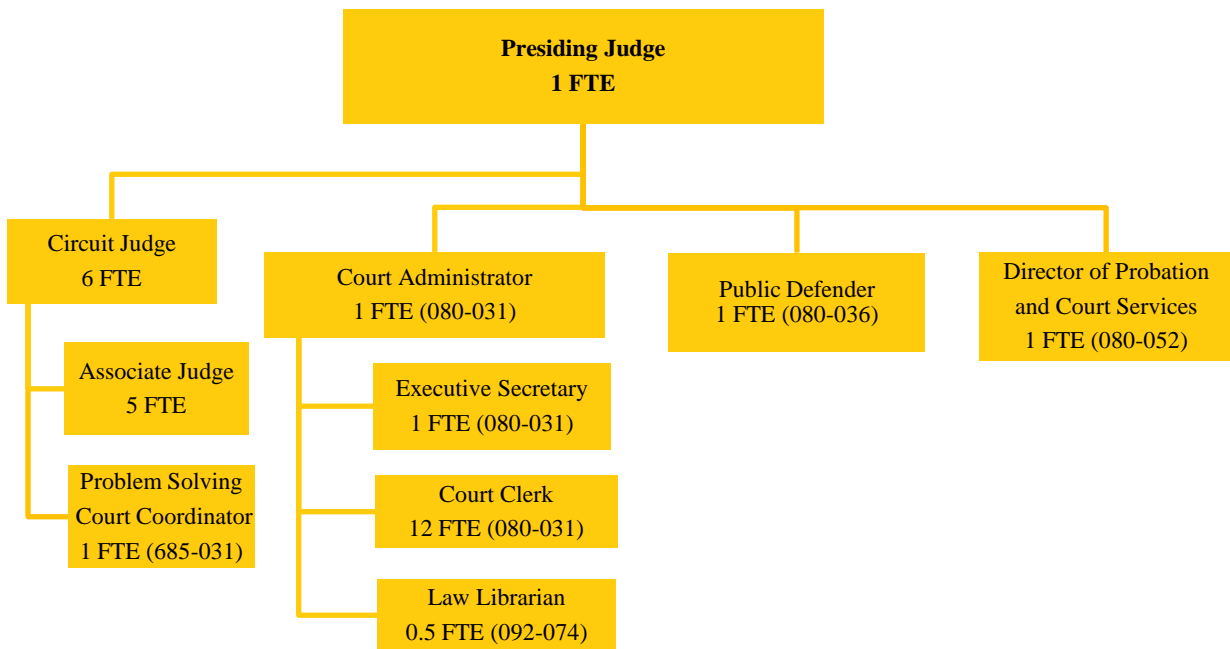 Presiding Judge
1 FTE
Circuit Judge
6 FTE
Associate Judge
5 FTE
Problem Solving
Court Coordinator
1 FTE (685-031)
Court Administrator
1 FTE (080-031)
Executive Secretary
1 FTE (080-031)
Court Clerk
12 FTE (080-031)
Law Librarian
0.5 FTE (092-074)
Public Defender
1 FTE (080-036)
Director of Probation
and Court Services
1 FTE (080-052)